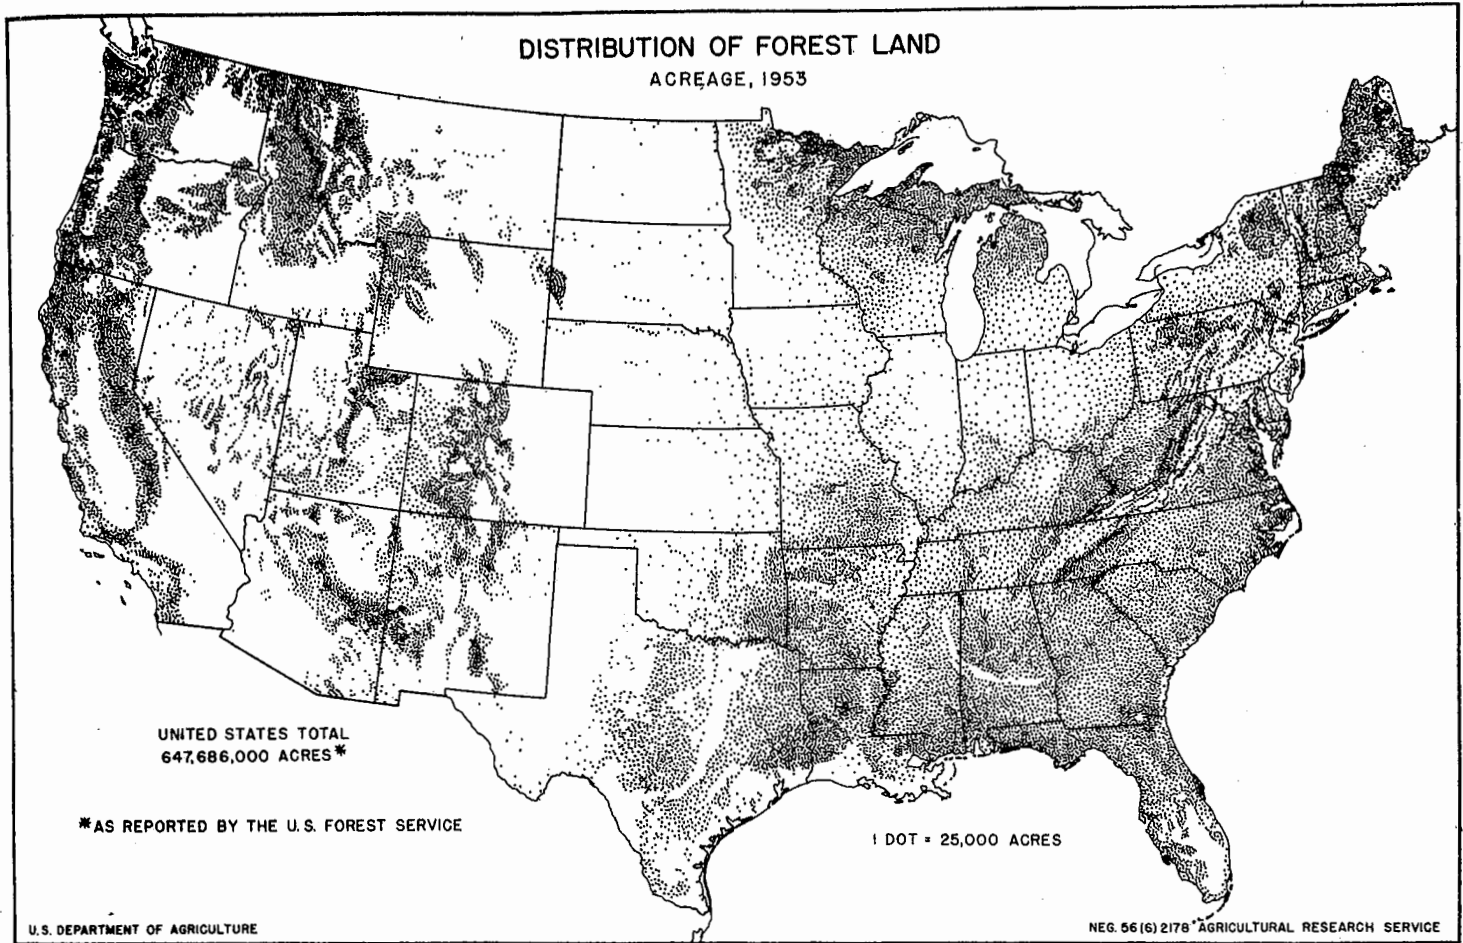 DISTRIBUTION OF FOREST LAND
ACREAGE, 1953
UNITED STATES TOTAL
647,686,000 ACRES*
*AS REPORTED BY THE U.S. FOREST SERVICE
1 DOT = 25,000 ACRES
U.S. DEPARTMENT OF AGRICULTURE
NEG. 56(6)2178 AGRICULTURAL RESEARCH SERVICE